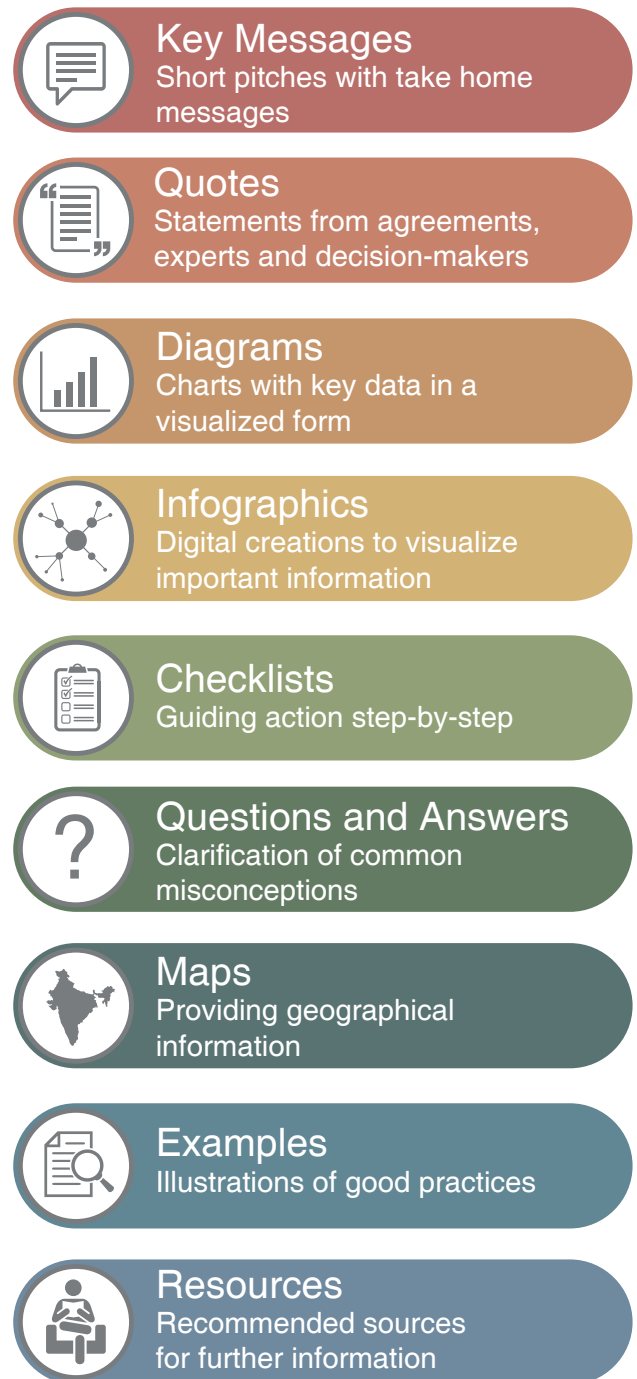 Key Messages
Short pitches with take home
messages
Quotes
Statements from agreements,
experts and decision-makers
Diagrams
Charts with key data in a
visualized form
Infographics
Digital creations to visualize
important information
Checklists
Guiding action step-by-step
?
Questions and Answers
Clarification of common
misconceptions
Maps
Providing geographical
information
Examples
Illustrations of good practices
Resources
Recommended sources
for further information